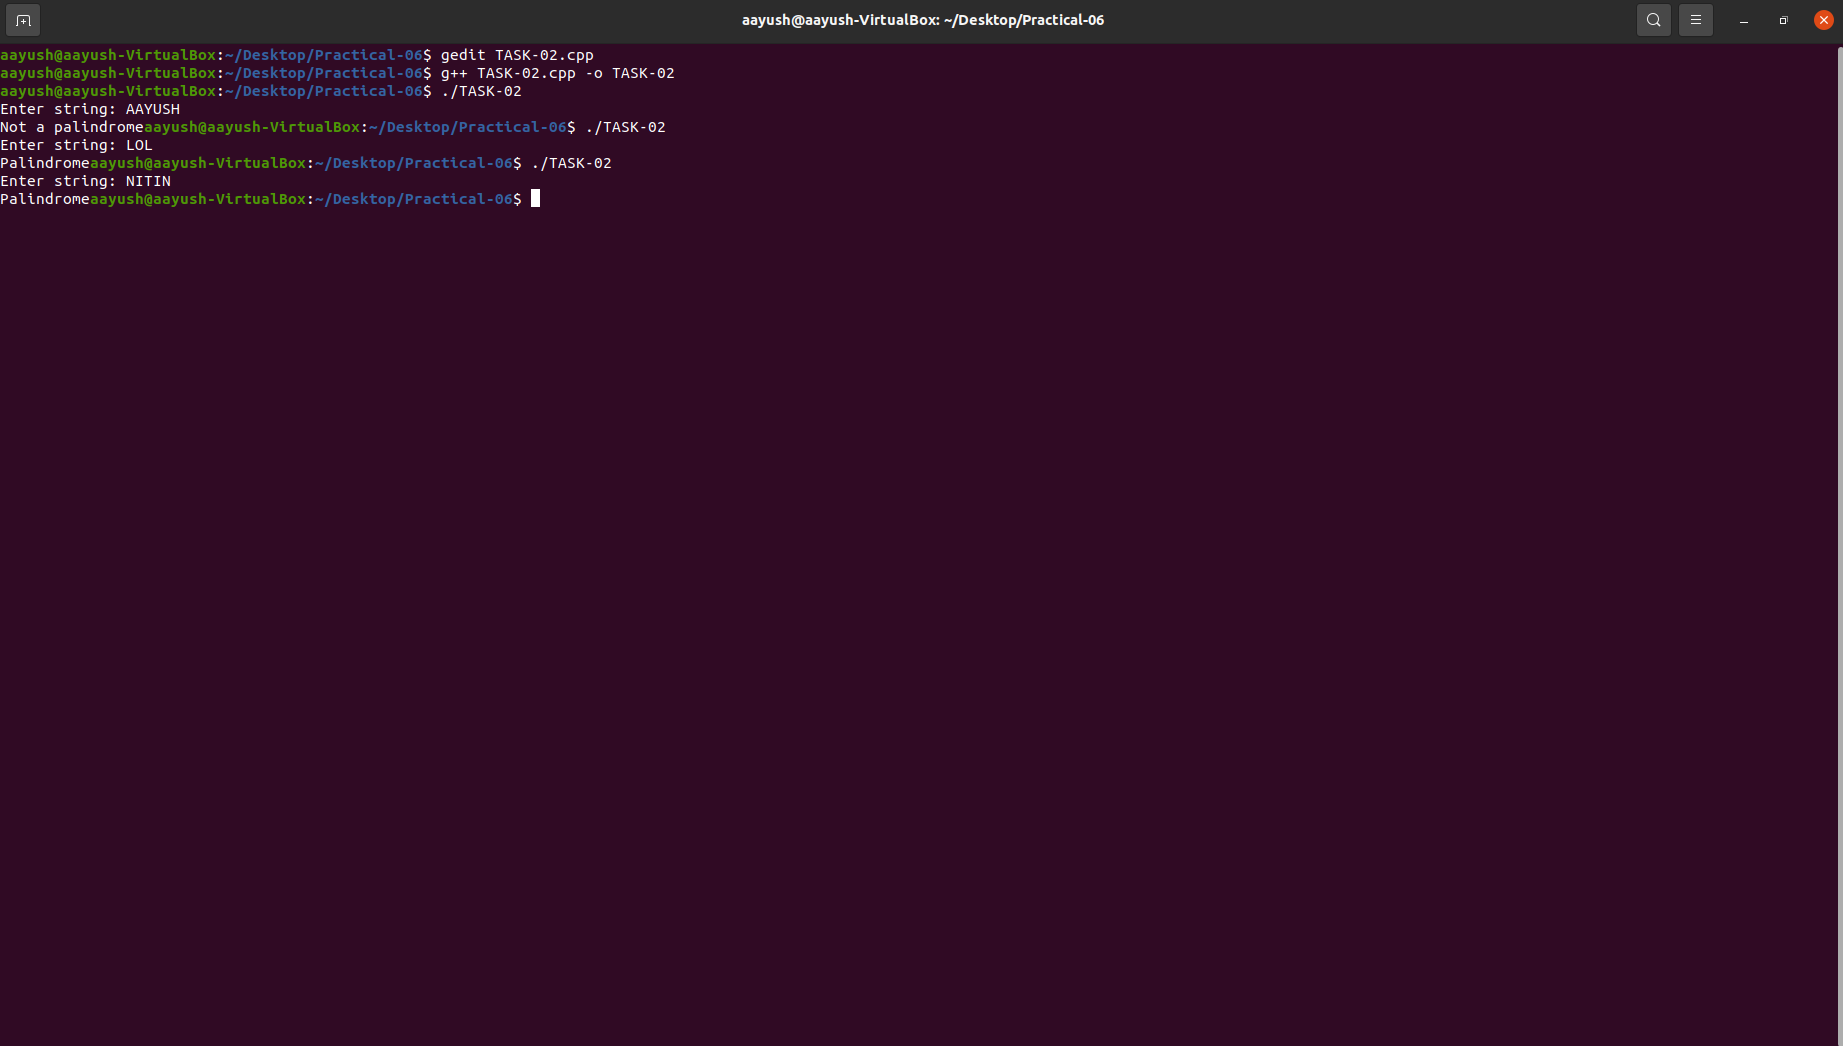 aayush@aayush-VirtualBox: ~/Desktop/Practical-06
aayush@aayush-VirtualBox:~/Desktop/Practical-06$ gedit TASK-02.cpp
aayush@aayush-VirtualBox:~/Desktop/Practical-06$ g++ TASK-02.cpp -o TASK-02
aayush@aayush-VirtualBox:~/Desktop/Practical-06$ ./TASK-02
Enter string: AAYUSH
Not a palindromeaayush@aayush-VirtualBox:~/Desktop/Practical-06$ ./TASK-02
Enter string: LOL
Palindromeaayush@aayush-VirtualBox:~/Desktop/Practical-06$ ./TASK-02
Enter string: NITIN
Palindromeaayush@aayush-VirtualBox:~/Desktop/Practical-06$